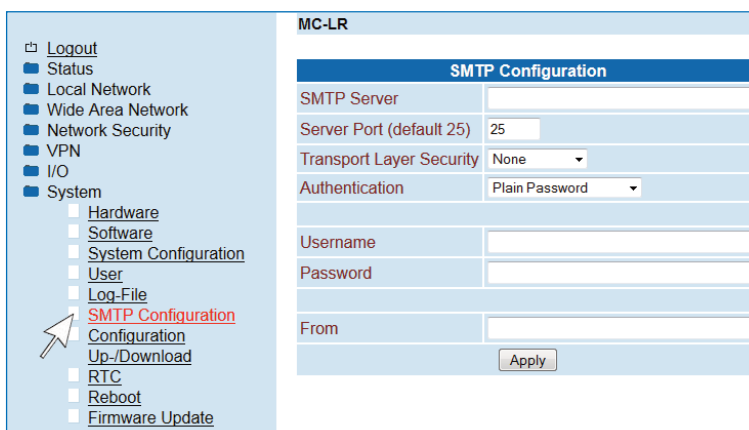 MC-LR
Logout
Status
Local Network
Wide Area Network
Network Security
VPN
I/O
System
Hardware
Software
System Configuration
User
Log-File
SMTP Configuration
Configuration
Up-/Download
RTC
Reboot
Firmware Update
SMTP Configuration
SMTP Server
Server Port (default 25) 25
Transport Layer Security None
Authentication Plain Password
Username
Password
From
Apply